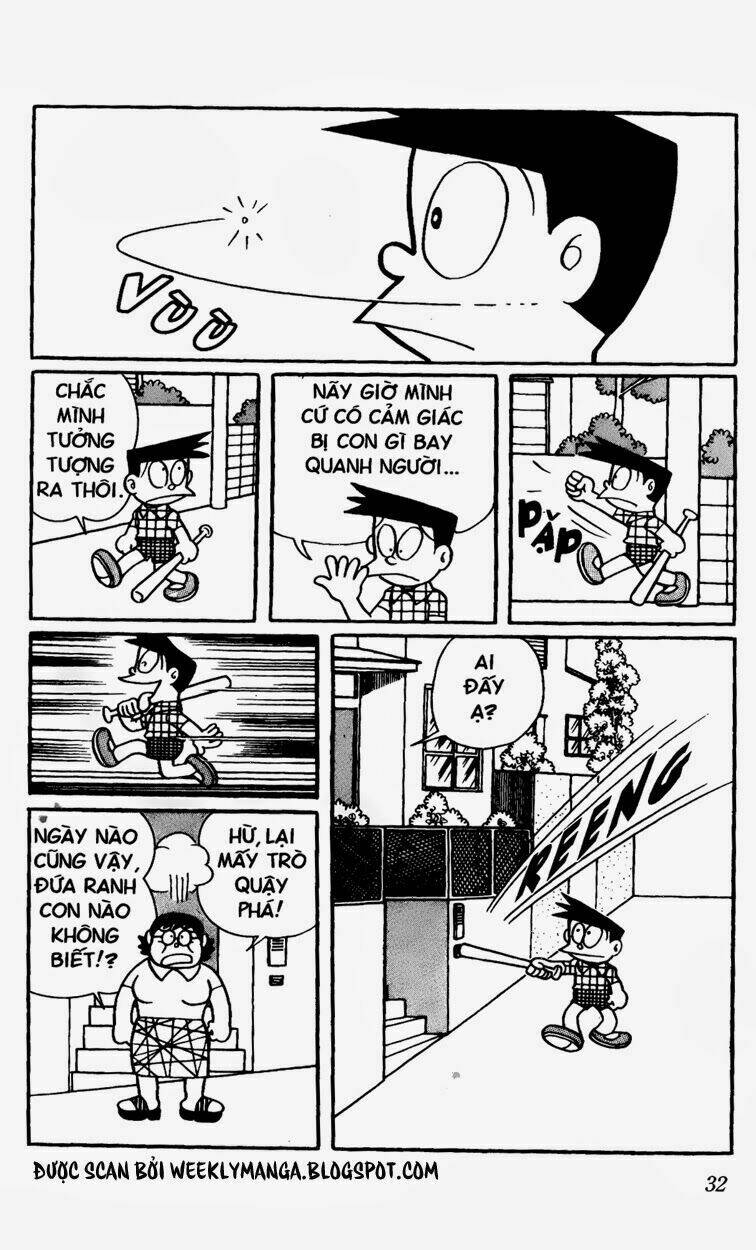 VÙÙ
NÃY GIỜ MÌNH
CỨ CÓ CẢM GIÁC
BỊ CON GÌ BAY
QUANH NGƯỜI...
CHẮC
MÌNH
TƯỞNG
TƯỢNG
RA THÔI.
PẶP
AI
ĐẤY
Ạ?
REENG
HỪ, LẠI
MẤY TRÒ
QUẬY
PHÁ!
NGÀY NÀO
CŨNG VẬY,
ĐỨA RANH
CON NÀO
KHÔNG
BIẾT!?
ĐƯỢC SCAN BỞI WEEKLYMANGA.BLOGSPOT.COM
32